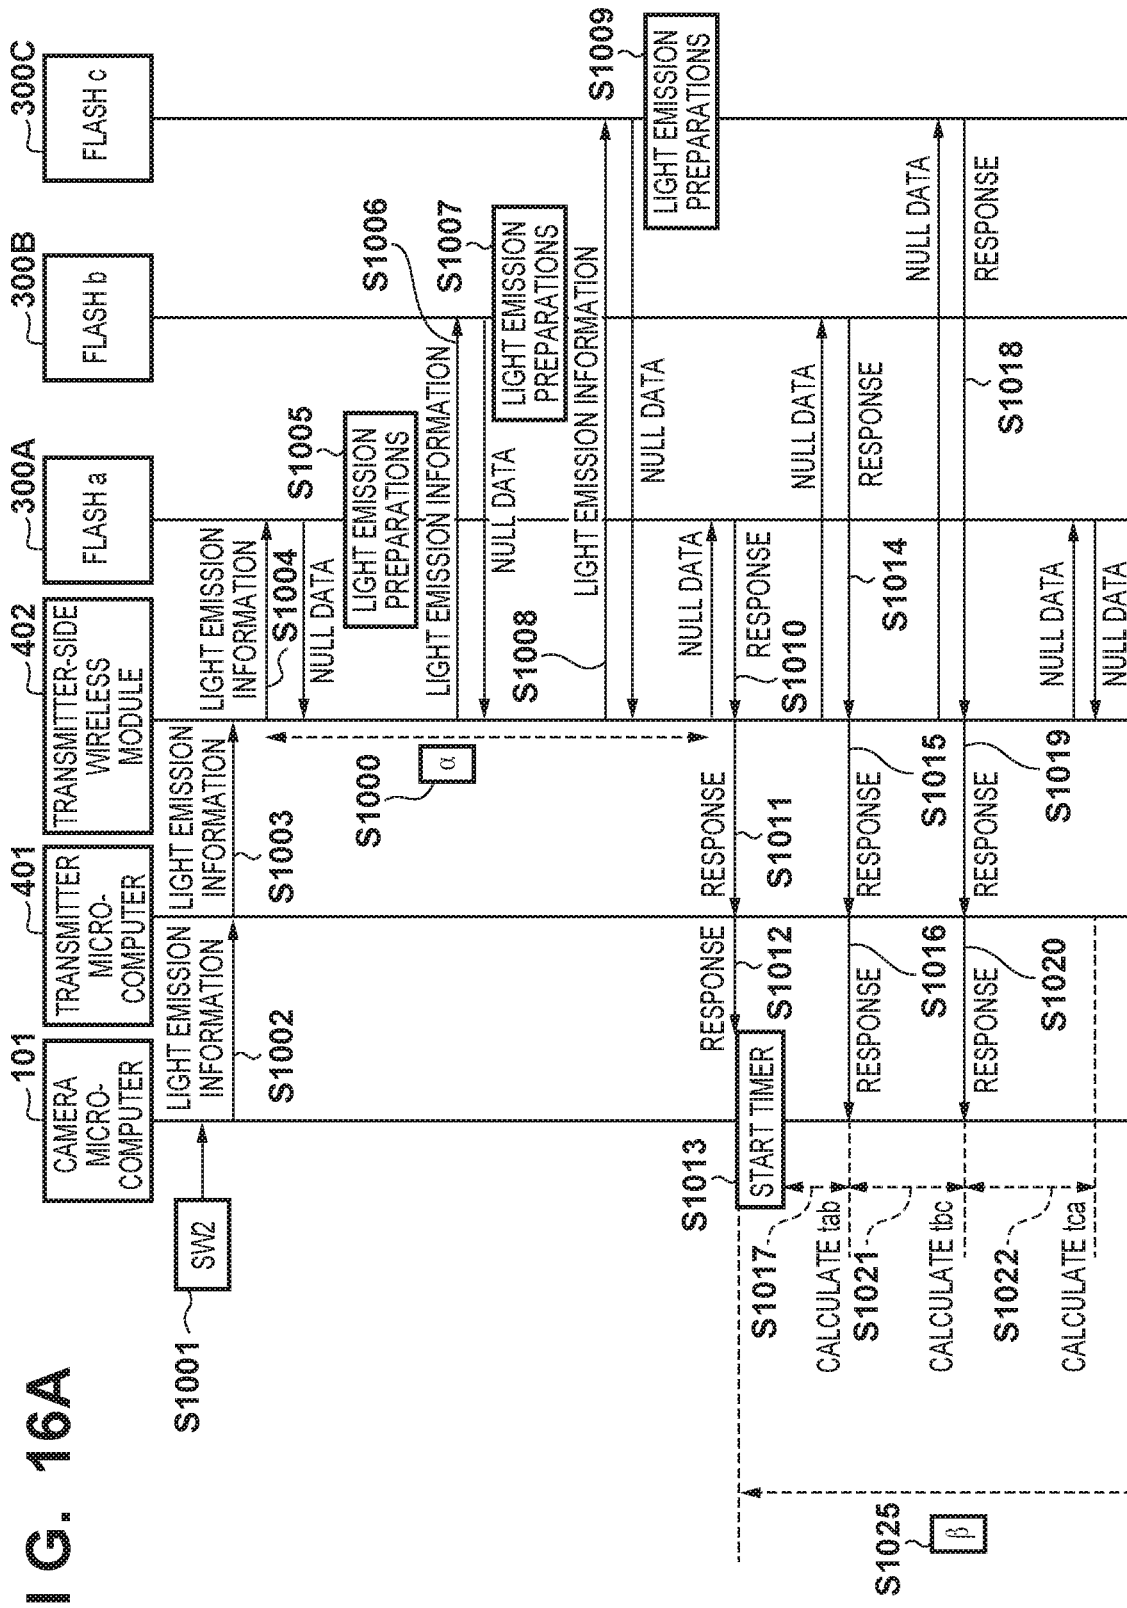 IG. 16A
101
CAMERA
MICRO-
COMPUTER
401
TRANSMITTER
MICRO-
COMPUTER
402
TRANSMITTER-SIDE
WIRELESS
MODULE
300A
FLASH a
300B
FLASH b
300C
FLASH c
S1001
SW2
LIGHT EMISSION
INFORMATION
S1002
LIGHT EMISSION
INFORMATION
S1003
LIGHT EMISSION
INFORMATION
S1004
NULL DATA
S1005
LIGHT EMISSION
PREPARATIONS
S1000
α
LIGHT EMISSION INFORMATION
S1006
NULL DATA
S1007
LIGHT EMISSION
PREPARATIONS
S1008
LIGHT EMISSION INFORMATION
NULL DATA
S1009
LIGHT EMISSION
PREPARATIONS
NULL DATA
RESPONSE
S1010
RESPONSE
S1011
RESPONSE
S1012
S1013
START TIMER
NULL DATA
RESPONSE
S1014
RESPONSE
S1015
RESPONSE
S1016
S1017
CALCULATE tab
NULL DATA
RESPONSE
S1018
RESPONSE
S1019
RESPONSE
S1020
S1021
CALCULATE tbc
NULL DATA
NULL DATA
S1022
CALCULATE tca
S1025
β